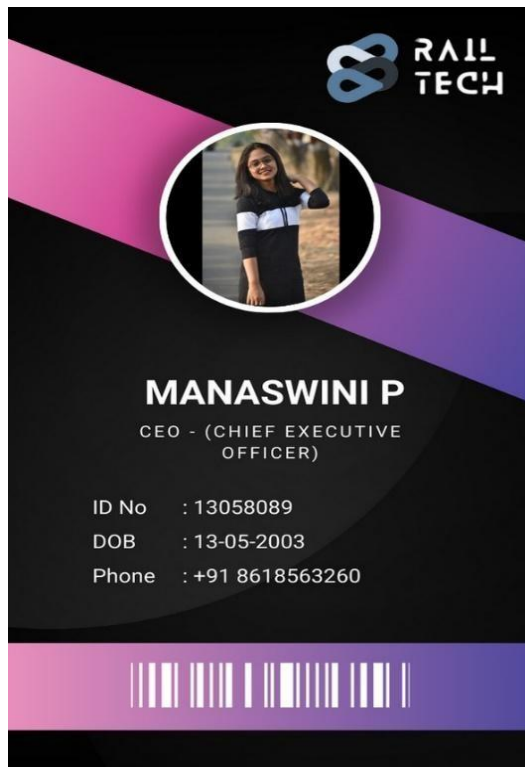 RAIL
TECH
MANASWINI P
CEO - (CHIEF EXECUTIVE
OFFICER)
ID No : 13058089
DOB : 13-05-2003
Phone : +91 8618563260